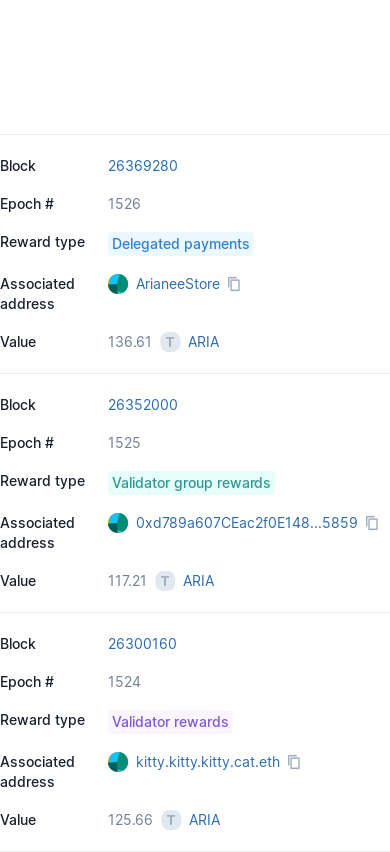 Block 26369280
Epoch # 1526
Reward type Delegated payments
Associated address ArianeeStore
Value 136.61 T ARIA
Block 26352000
Epoch # 1525
Reward type Validator group rewards
Associated address 0xd789a607CEac2f0E148...5859
Value 117.21 T ARIA
Block 26300160
Epoch # 1524
Reward type Validator rewards
Associated address kitty.kitty.kitty.cat.eth
Value 125.66 T ARIA